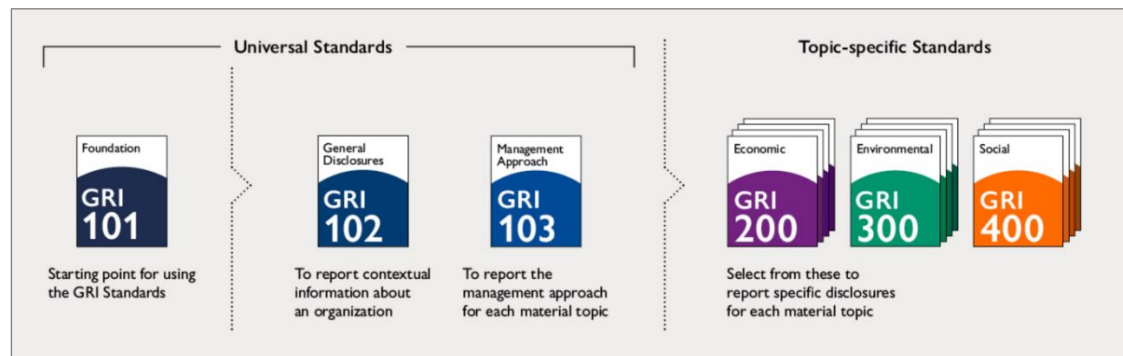 Universal Standards
Topic-specific Standards
Foundation
GRI
101
Starting point for using
the GRI Standards
General
Disclosures
GRI
102
To report contextual
information about
an organization
Management
Approach
GRI
103
To report the
management approach
for each material topic
Economic
GRI
200
Environmental
GRI
300
Social
GRI
400
Select from these to
report specific disclosures
for each material topic